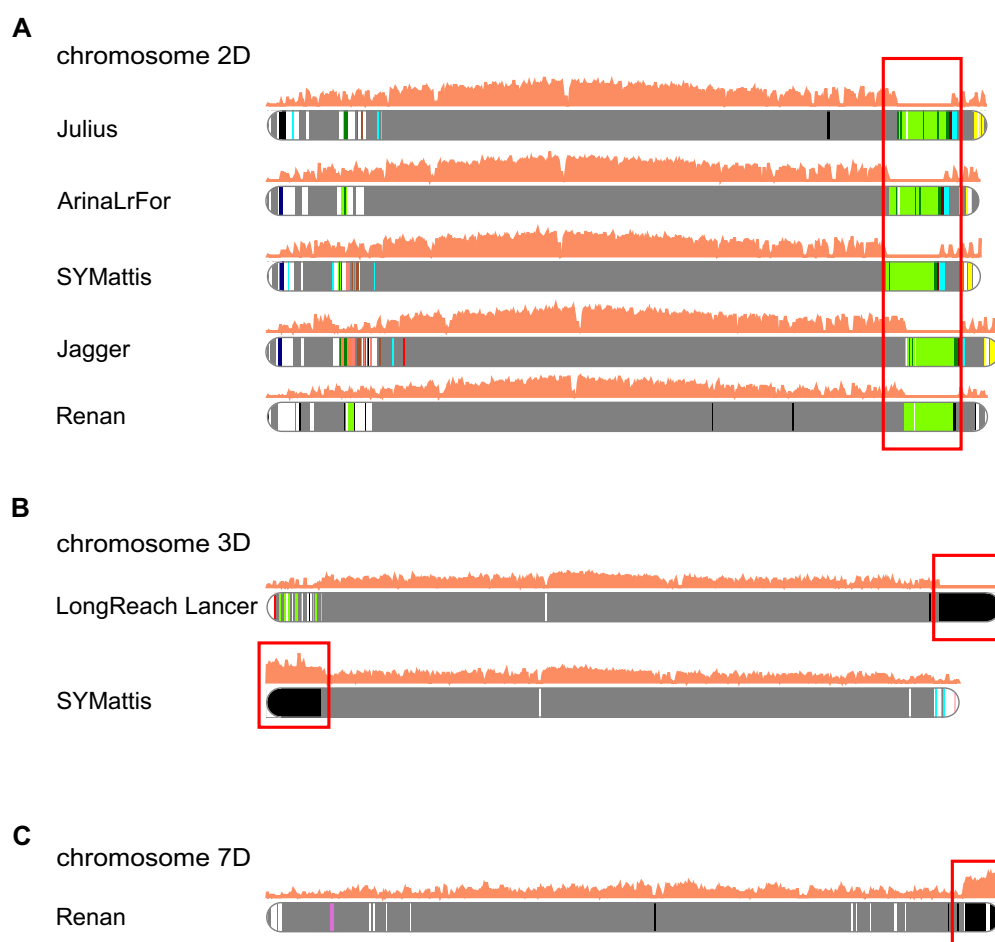 A
chromosome 2D
Julius
ArinaLrFor
SYMattis
Jagger
Renan
B
chromosome 3D
LongReach Lancer
SYMattis
C
chromosome 7D
Renan